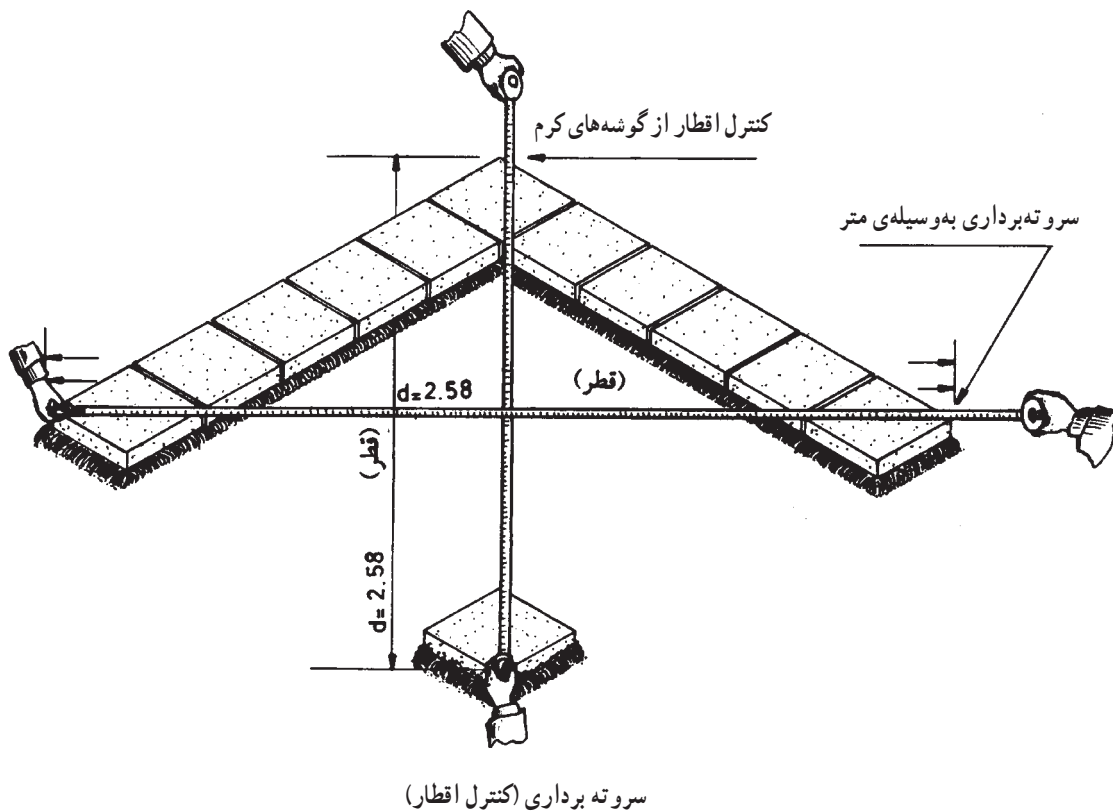 کنترل اقطار از گوشه‌های کرم
سروته‌برداری به‌وسیله‌ی متر
(قطر)
d=2.58
(قطر)
d=2.58
سروته برداری (کنترل اقطار)